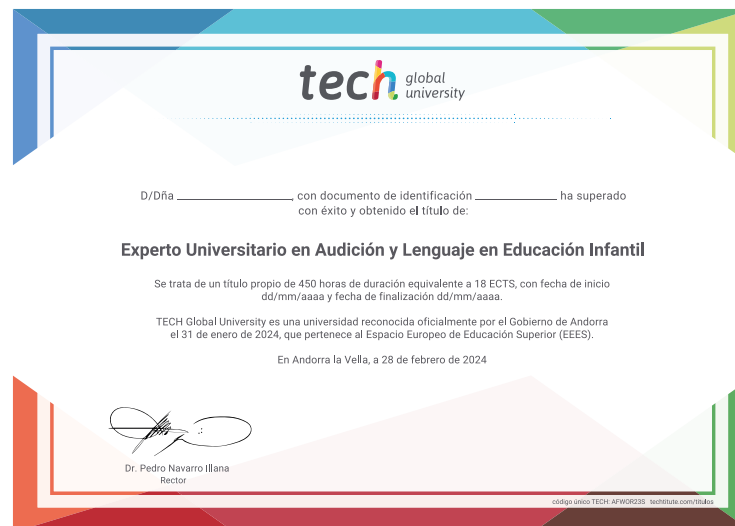 tech global university
D/Dña ____________________, con documento de identificación ______________ ha superado
con éxito y obtenido el título de:
Experto Universitario en Audición y Lenguaje en Educación Infantil
Se trata de un título propio de 450 horas de duración equivalente a 18 ECTS, con fecha de inicio
dd/mm/aaaa y fecha de finalización dd/mm/aaaa.
TECH Global University es una universidad reconocida oficialmente por el Gobierno de Andorra
el 31 de enero de 2024, que pertenece al Espacio Europeo de Educación Superior (EEES).
En Andorra la Vella, a 28 de febrero de 2024
Dr. Pedro Navarro Illana
Rector
código único TECH: AFWOR23S techtitute.com/titulos